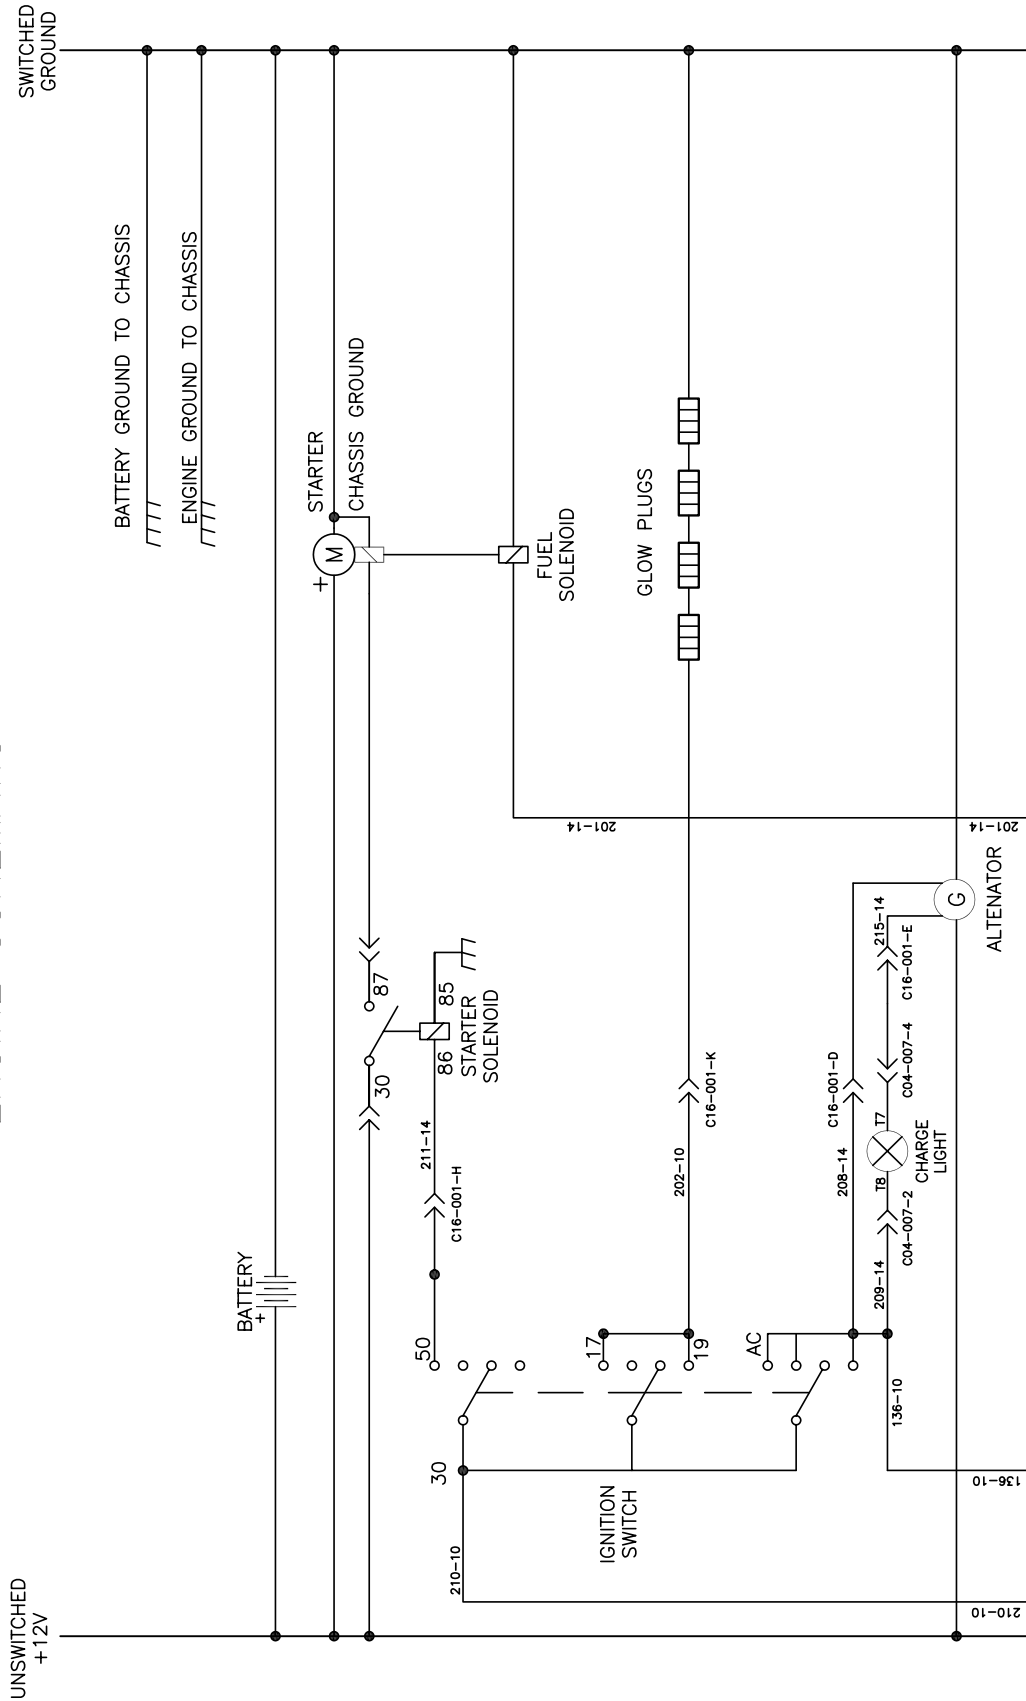 SWITCHED
GROUND
BATTERY GROUND TO CHASSIS
ENGINE GROUND TO CHASSIS
STARTER
CHASSIS GROUND
+
M
FUEL
SOLENOID
GLOW PLUGS
201-14
201-14
G
ALTENATOR
215-14
C16-001-E
87
30
85
86
STARTER
SOLENOID
211-14
C16-001-H
C16-001-K
202-10
C16-001-D
208-14
C04-007-4
T7
T8
CHARGE
LIGHT
C04-007-2
209-14
BATTERY
+
50
17
19
AC
30
136-10
136-10
IGNITION
SWITCH
210-10
210-10
UNSWITCHED
+12V